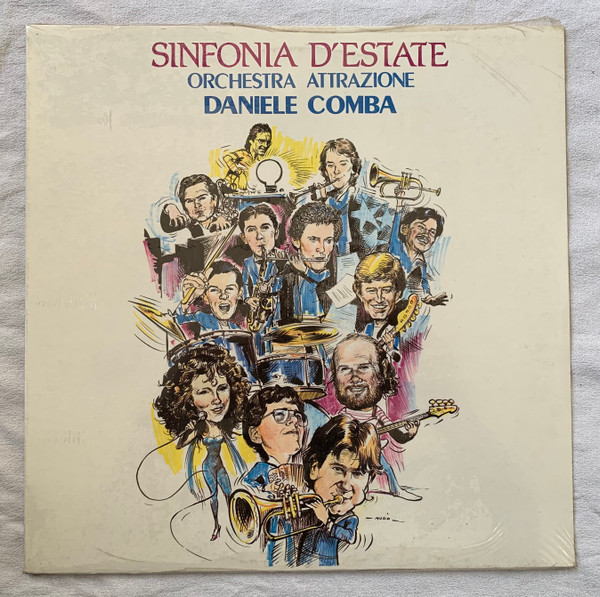 SINFONIA D'ESTATE
ORCHESTRA ATTRAZIONE
DANIELE COMBA